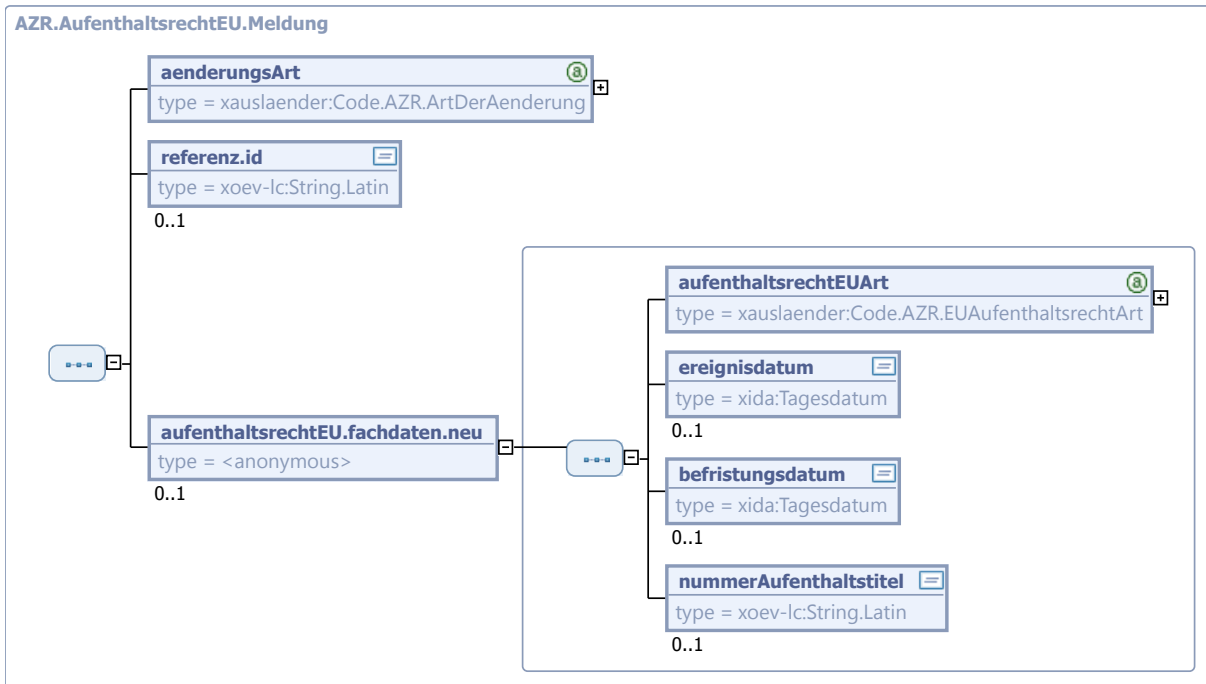 AZR.AufenthaltsrechtEU.Meldung
aenderungsArt
type = xauslaender:Code.AZR.ArtDerAenderung
referenz.id
type = xoev-lc:String.Latin
0..1
aufenthaltsrechtEU.fachdaten.neu
type = <anonymous>
0..1
aufenthaltsrechtEUArt
type = xauslaender:Code.AZR.EUAufenthaltsrechtArt
ereignisdatum
type = xida:Tagesdatum
0..1
befristungsdatum
type = xida:Tagesdatum
0..1
nummerAufenthaltstitel
type = xoev-lc:String.Latin
0..1